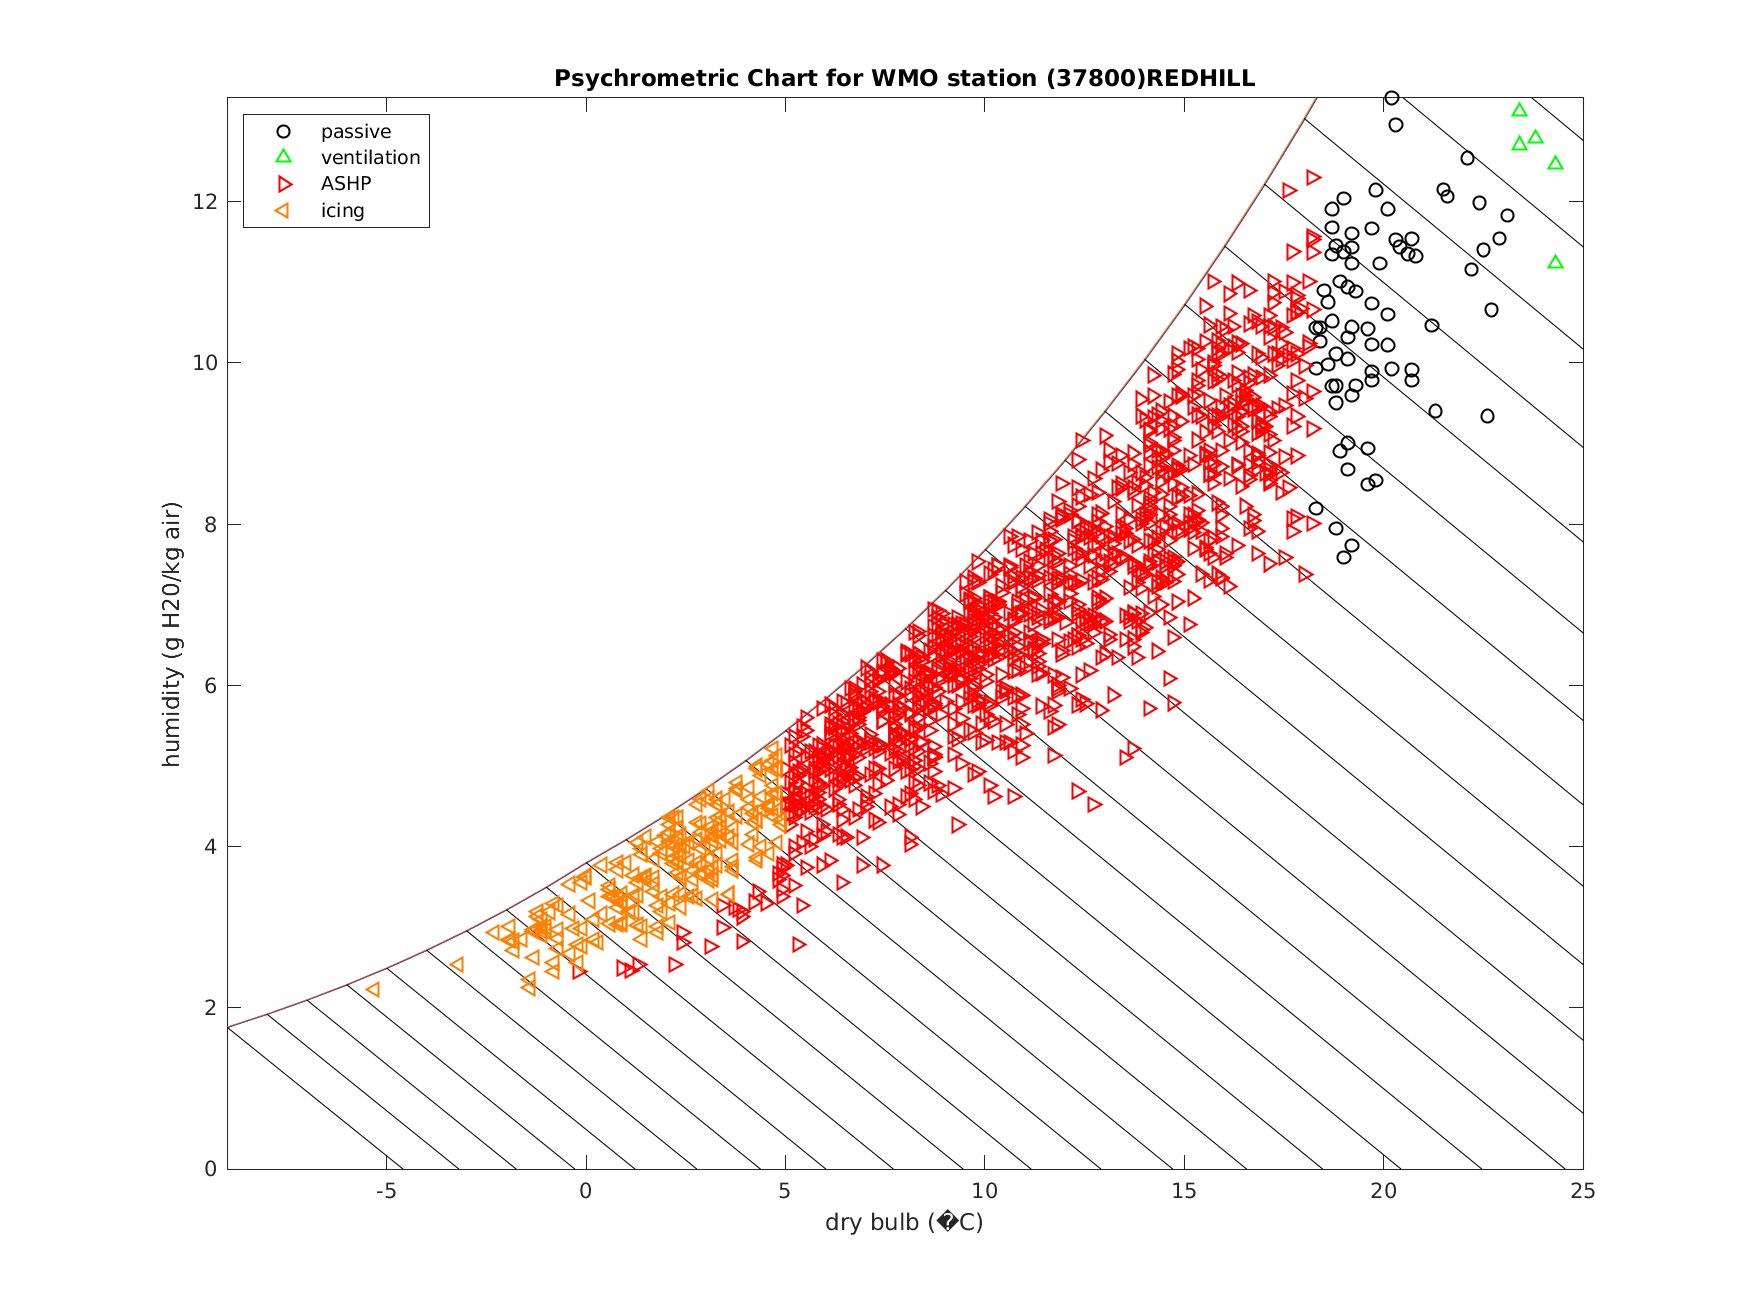 Psychrometric Chart for WMO station (37800)REDHILL
passive
ventilation
ASHP
icing
humidity (g H20/kg air)
12
10
8
6
4
2
0
-5 0 5 10 15 20 25
dry bulb (�C)